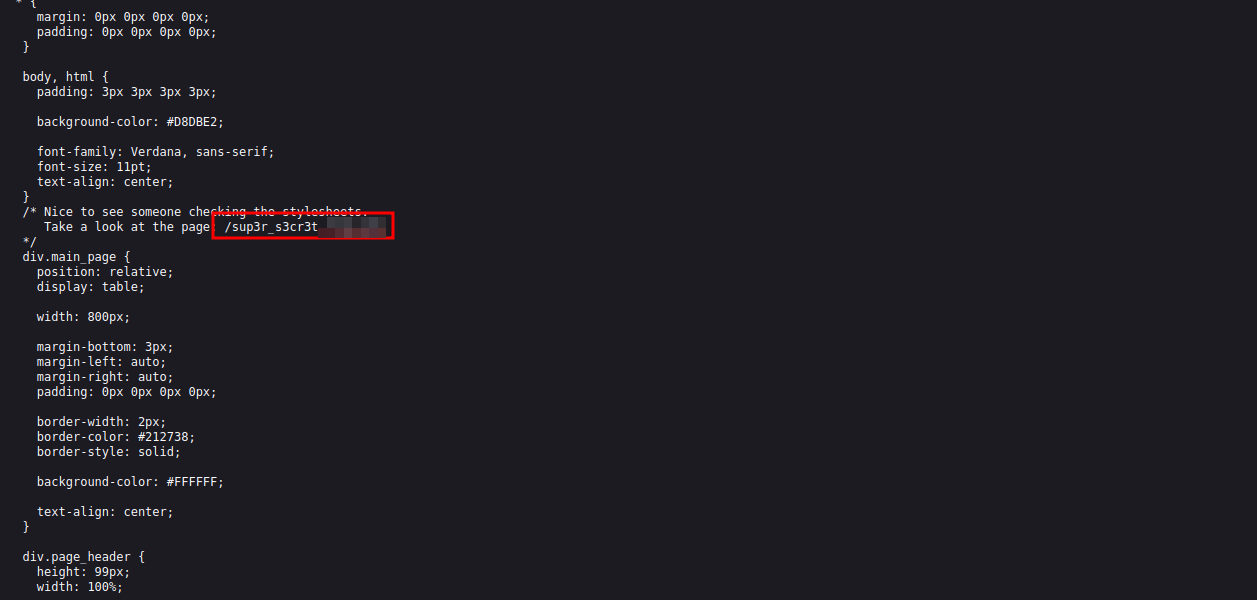 * {
margin: 0px 0px 0px 0px;
padding: 0px 0px 0px 0px;
}
body, html {
padding: 3px 3px 3px 3px;
background-color: #D8DBE2;
font-family: Verdana, sans-serif;
font-size: 11pt;
text-align: center;
}
/* Nice to see someone checking the stylesheets.
Take a look at the page: /sup3r_s3cr3t
*/
div.main_page {
position: relative;
display: table;
width: 800px;
margin-bottom: 3px;
margin-left: auto;
margin-right: auto;
padding: 0px 0px 0px 0px;
border-width: 2px;
border-color: #212738;
border-style: solid;
background-color: #FFFFFF;
text-align: center;
}
div.page_header {
height: 99px;
width: 100%;